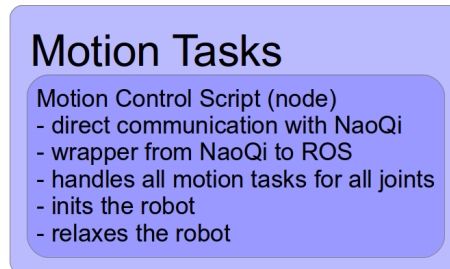 Motion Tasks
Motion Control Script (node)
- direct communication with NaoQi
- wrapper from NaoQi to ROS
- handles all motion tasks for all joints
- inits the robot
- relaxes the robot